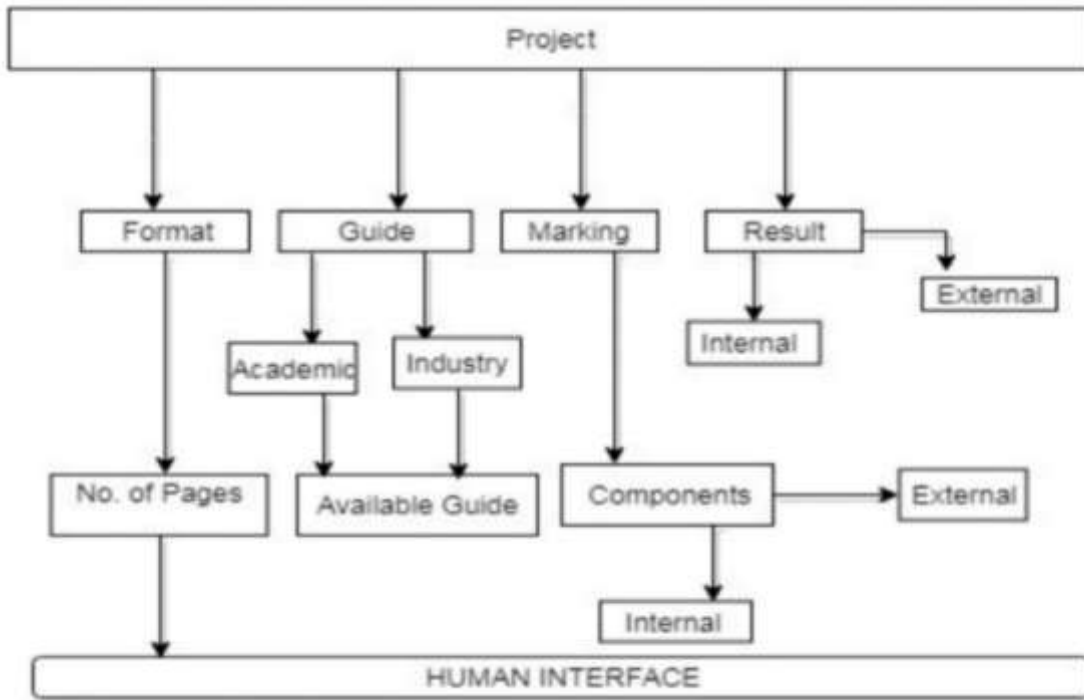 Project
Format
Guide
Marking
Result
External
Internal
Academic
Industry
No. of Pages
Available Guide
Components
External
Internal
HUMAN INTERFACE